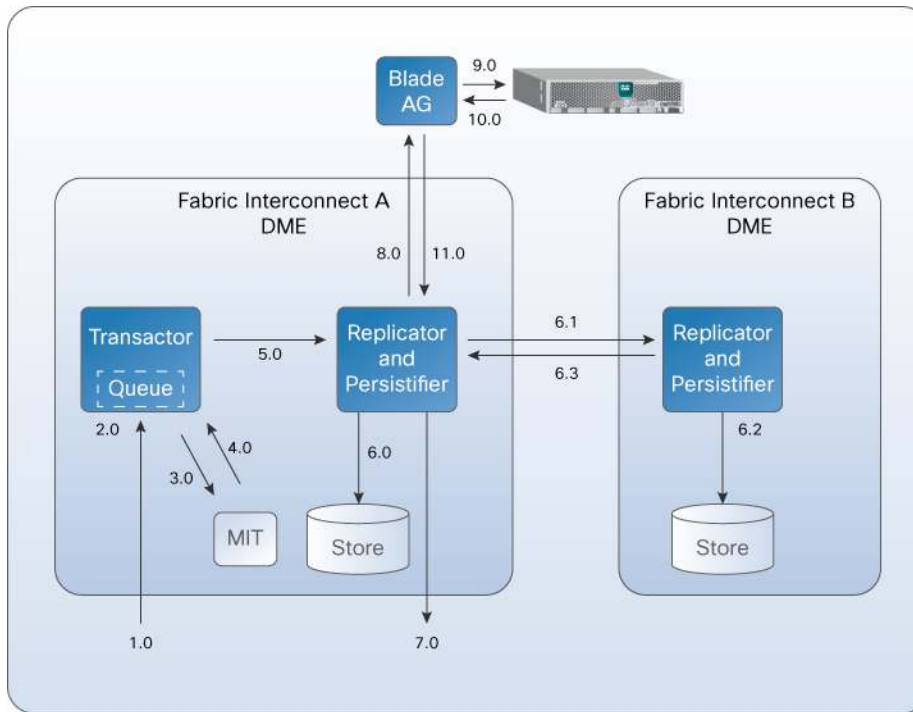 Blade
AG
9.0
10.0
Fabric Interconnect A
DME
Fabric Interconnect B
DME
8.0
11.0
Transactor
Queue
5.0
Replicator
and
Persistifier
6.1
6.3
Replicator
and
Persistifier
2.0
3.0
4.0
6.0
6.2
MIT
Store
Store
1.0
7.0